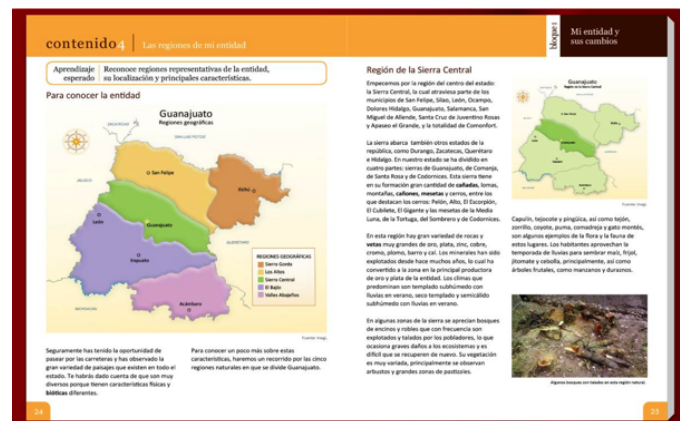 contenido4 | Las regiones de mi entidad
Aprendizaje esperado | Reconoce regiones representativas de la entidad,
su localización y principales características.
Para conocer la entidad
Guanajuato
Regiones geográficas
ZACATECAS
SAN LUIS POTOSÍ
JALISCO
QUERÉTARO
MICHOACÁN
San Felipe
Xichú
León
Guanajuato
Irapuato
Acámbaro
REGIONES GEOGRÁFICAS
Sierra Gorda
Los Altos
Sierra Central
El Bajío
Valles Abajeños
Fuente: Inegi.
Seguramente has tenido la oportunidad de
pasear por las carreteras y has observado la
gran variedad de paisajes que existen en todo el
estado. Te habrás dado cuenta de que son muy
diversos porque tienen características físicas y
bióticas diferentes.
Para conocer un poco más sobre estas
características, haremos un recorrido por las cinco
regiones naturales en que se divide Guanajuato.
24
bloque I
Mi entidad y
sus cambios
Región de la Sierra Central
Empecemos por la región del centro del estado:
la Sierra Central, la cual atraviesa parte de los
municipios de San Felipe, Silao, León, Ocampo,
Dolores Hidalgo, Guanajuato, Salamanca, San
Miguel de Allende, Santa Cruz de Juventino Rosas
y Apaseo el Grande, y la totalidad de Comonfort.
La sierra abarca también otros estados de la
república, como Durango, Zacatecas, Querétaro
e Hidalgo. En nuestro estado se ha dividido en
cuatro partes: sierras de Guanajuato, de Comanja,
de Santa Rosa y de Codornices. Esta sierra tiene
en su formación gran cantidad de cañadas, lomas,
montañas, cañones, mesetas y cerros, entre los
que destacan los cerros: Pelón, Alto, El Escorpión,
El Cubilete, El Gigante y las mesetas de la Media
Luna, de la Tortuga, del Sombrero y de Codornices.
En esta región hay gran variedad de rocas y
vetas muy grandes de oro, plata, zinc, cobre,
cromo, plomo, barro y cal. Los minerales han sido
explotados desde hace muchos años, lo cual ha
convertido a la zona en la principal productora
de oro y plata de la entidad. Los climas que
predominan son templado subhúmedo con
lluvias en verano, seco templado y semicálido
subhúmedo con lluvias en verano.
En algunas zonas de la sierra se aprecian bosques
de encinos y robles que con frecuencia son
explotados y talados por los pobladores, lo que
ocasiona graves daños a los ecosistemas y es
difícil que se recuperen de nuevo. Su vegetación
es muy variada, principalmente se observan
arbustos y grandes zonas de pastizales.
Guanajuato
Región de la Sierra Central
Fuente: Inegi.
Capulín, tejocote y pingüica, así como tejón,
zorrillo, coyote, puma, comadreja y gato montés,
son algunos ejemplos de la flora y la fauna de
estos lugares. Los habitantes aprovechan la
temporada de lluvias para sembrar maíz, frijol,
jitomate y cebolla, principalmente, así como
árboles frutales, como manzanos y duraznos.
Algunos bosques son talados en esta región natural.
25